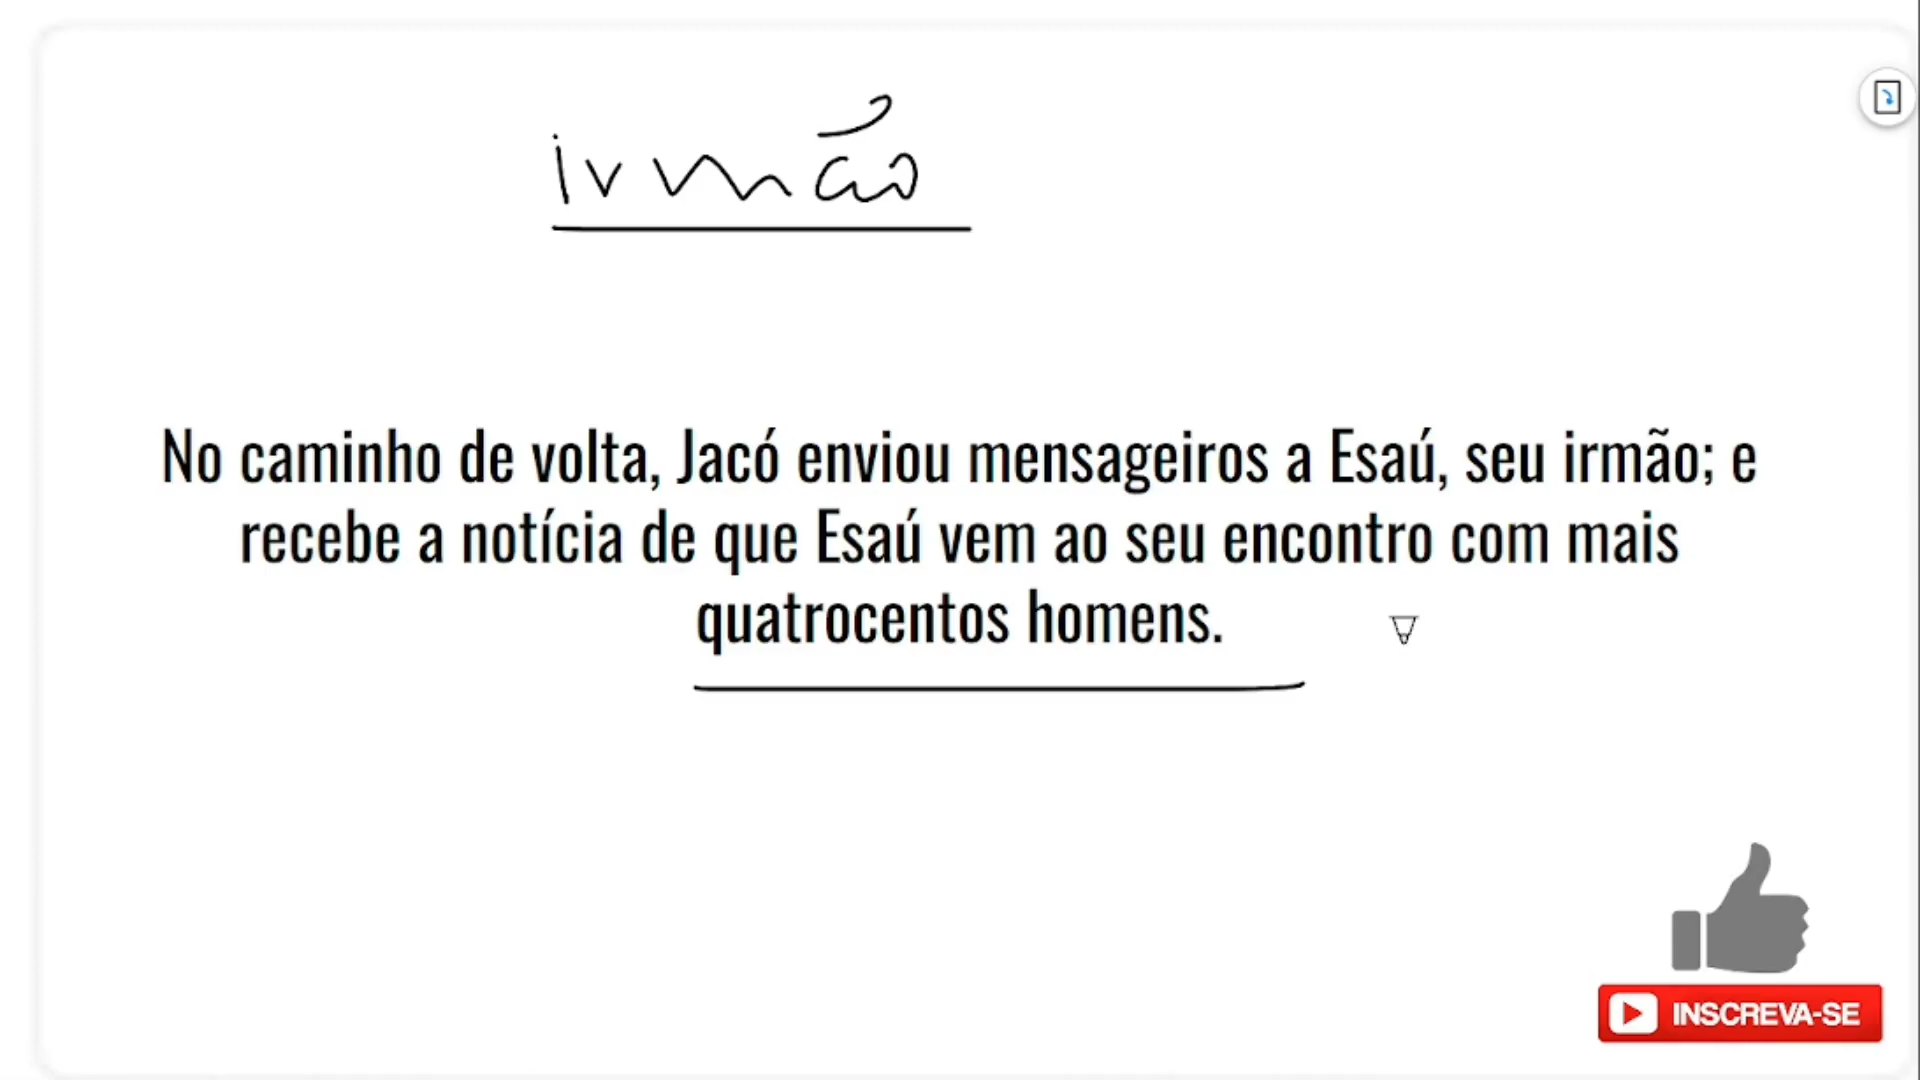 irmão
No caminho de volta, Jacó enviou mensageiros a Esaú, seu irmão; e
recebe a notícia de que Esaú vem ao seu encontro com mais
quatrocentos homens.
INSCREVA-SE